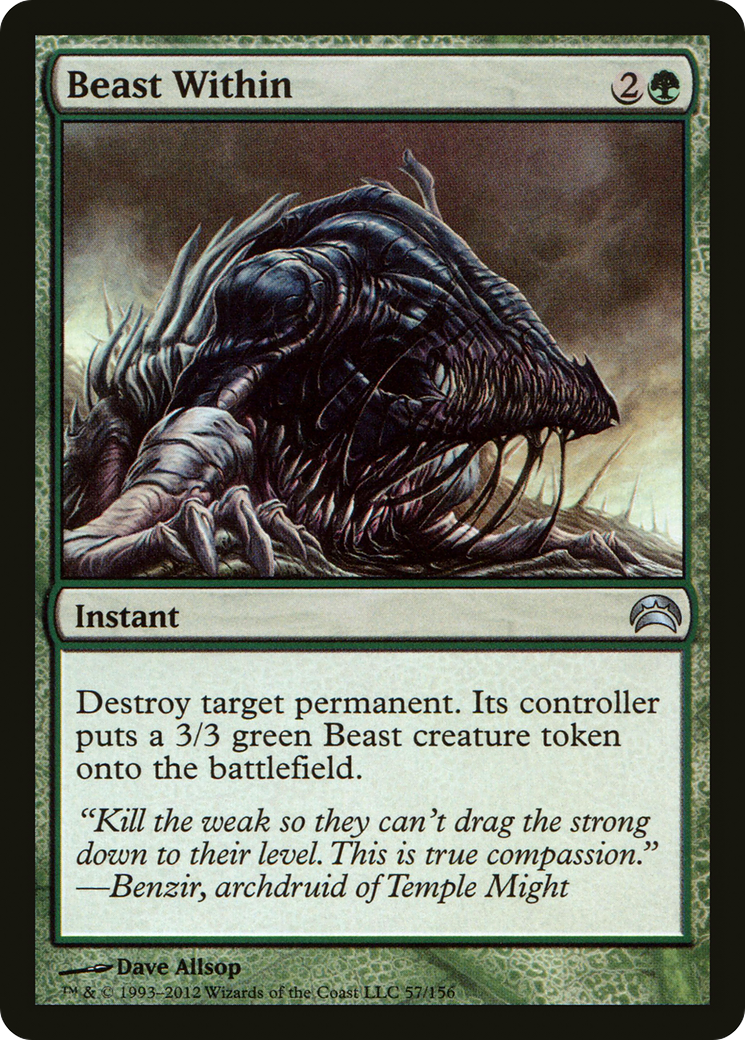 Beast Within 2
Instant
Destroy target permanent. Its controller
puts a 3/3 green Beast creature token
onto the battlefield.
“Kill the weak so they can’t drag the strong
down to their level. This is true compassion.”
—Benzir, archdruid of Temple Might
Dave Allsop
™ & © 1993–2012 Wizards of the Coast LLC 57/156